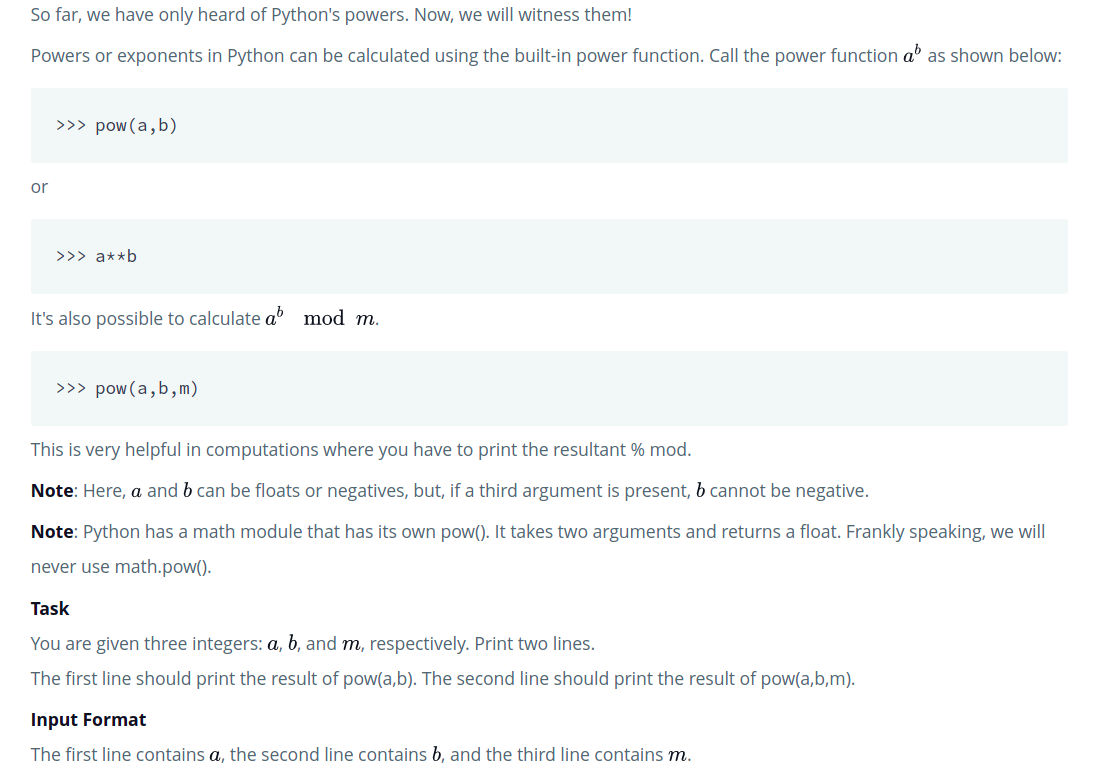 So far, we have only heard of Python's powers. Now, we will witness them!
Powers or exponents in Python can be calculated using the built-in power function. Call the power function a^b as shown below:
>>> pow(a,b)
or
>>> a**b
It's also possible to calculate a^b mod m.
>>> pow(a,b,m)
This is very helpful in computations where you have to print the resultant % mod.
Note: Here, a and b can be floats or negatives, but, if a third argument is present, b cannot be negative.
Note: Python has a math module that has its own pow(). It takes two arguments and returns a float. Frankly speaking, we will
never use math.pow().
Task
You are given three integers: a, b, and m, respectively. Print two lines.
The first line should print the result of pow(a,b). The second line should print the result of pow(a,b,m).
Input Format
The first line contains a, the second line contains b, and the third line contains m.